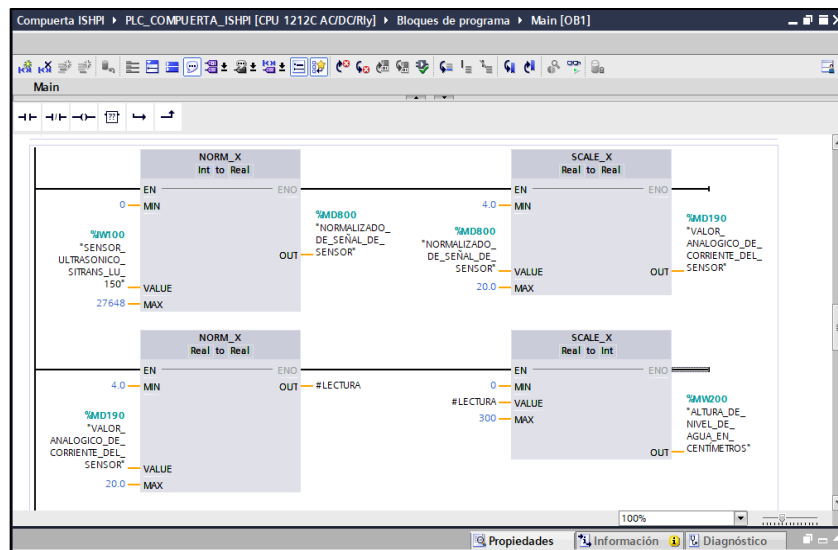 Compuerta ISHPI ▸ PLC_COMPUERTA_ISHPI [CPU 1212C AC/DC/Rly] ▸ Bloques de programa ▸ Main [OB1]
Main
NORM_X
Int to Real
EN
ENO
0
MIN
%IW100
"SENSOR_
ULTRASONICO_
SITRANS_LU_
150"
VALUE
27648
MAX
OUT
%MD800
"NORMALIZADO_
DE_SEÑAL_DE_
SENSOR"
SCALE_X
Real to Real
EN
ENO
4.0
MIN
%MD800
"NORMALIZADO_
DE_SEÑAL_DE_
SENSOR"
VALUE
20.0
MAX
OUT
%MD190
"VALOR_
ANALOGICO_DE_
CORRIENTE_DEL_
SENSOR"
NORM_X
Real to Real
EN
ENO
4.0
MIN
OUT
#LECTURA
%MD190
"VALOR_
ANALOGICO_DE_
CORRIENTE_DEL_
SENSOR"
VALUE
20.0
MAX
SCALE_X
Real to Int
EN
ENO
0
MIN
#LECTURA
VALUE
300
MAX
OUT
%MW200
"ALTURA_DE_
NIVEL_DE_
AGUA_EN_
CENTÍMETROS"
100%
Propiedades
Información
Diagnóstico